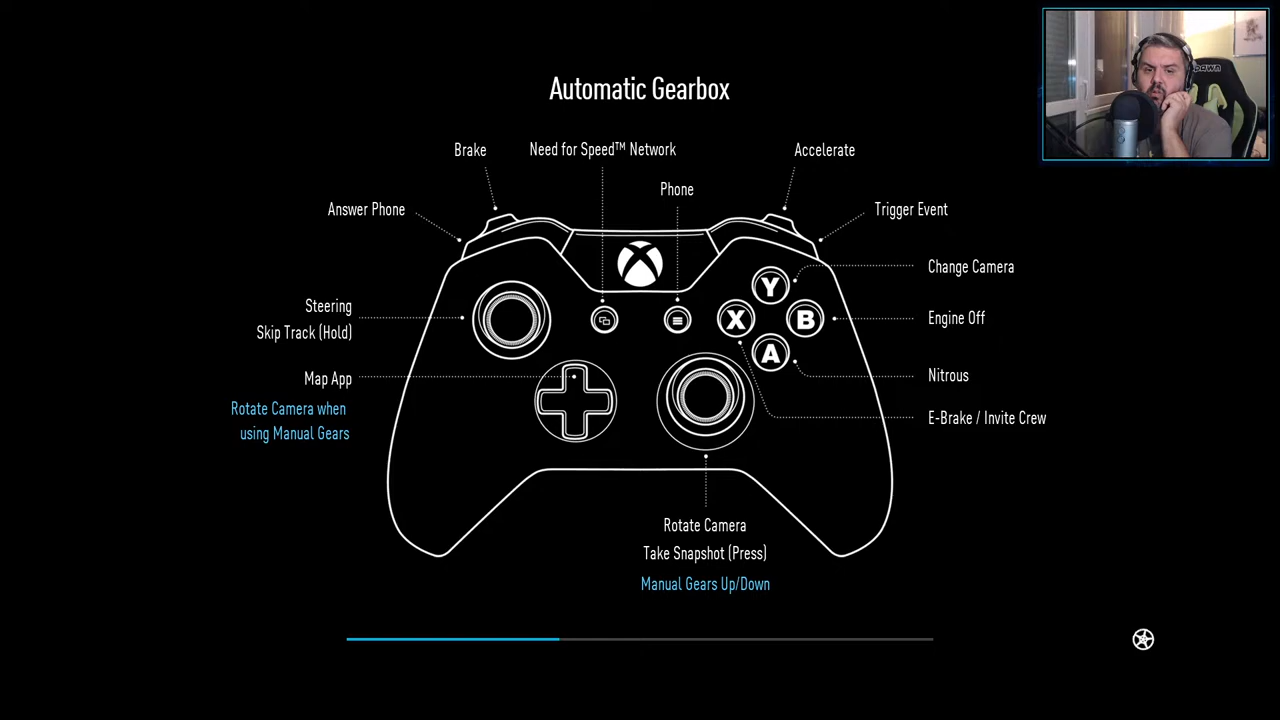 Automatic Gearbox
Brake
Need for Speed™ Network
Accelerate
Phone
Answer Phone
Trigger Event
Change Camera
Y
X
B
A
Steering
Skip Track (Hold)
Engine Off
Map App
Nitrous
Rotate Camera when
using Manual Gears
E-Brake / Invite Crew
Rotate Camera
Take Snapshot (Press)
Manual Gears Up/Down